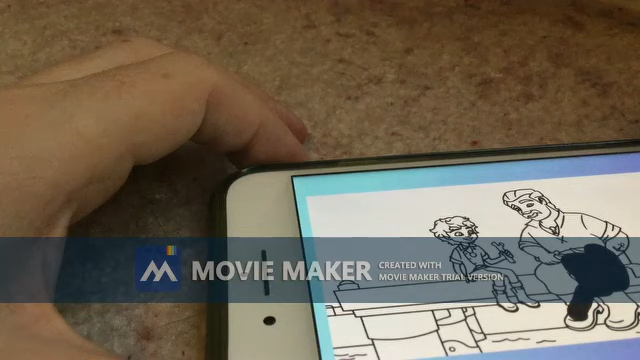 MOVIE MAKER
CREATED WITH
MOVIE MAKER TRIAL VERSION